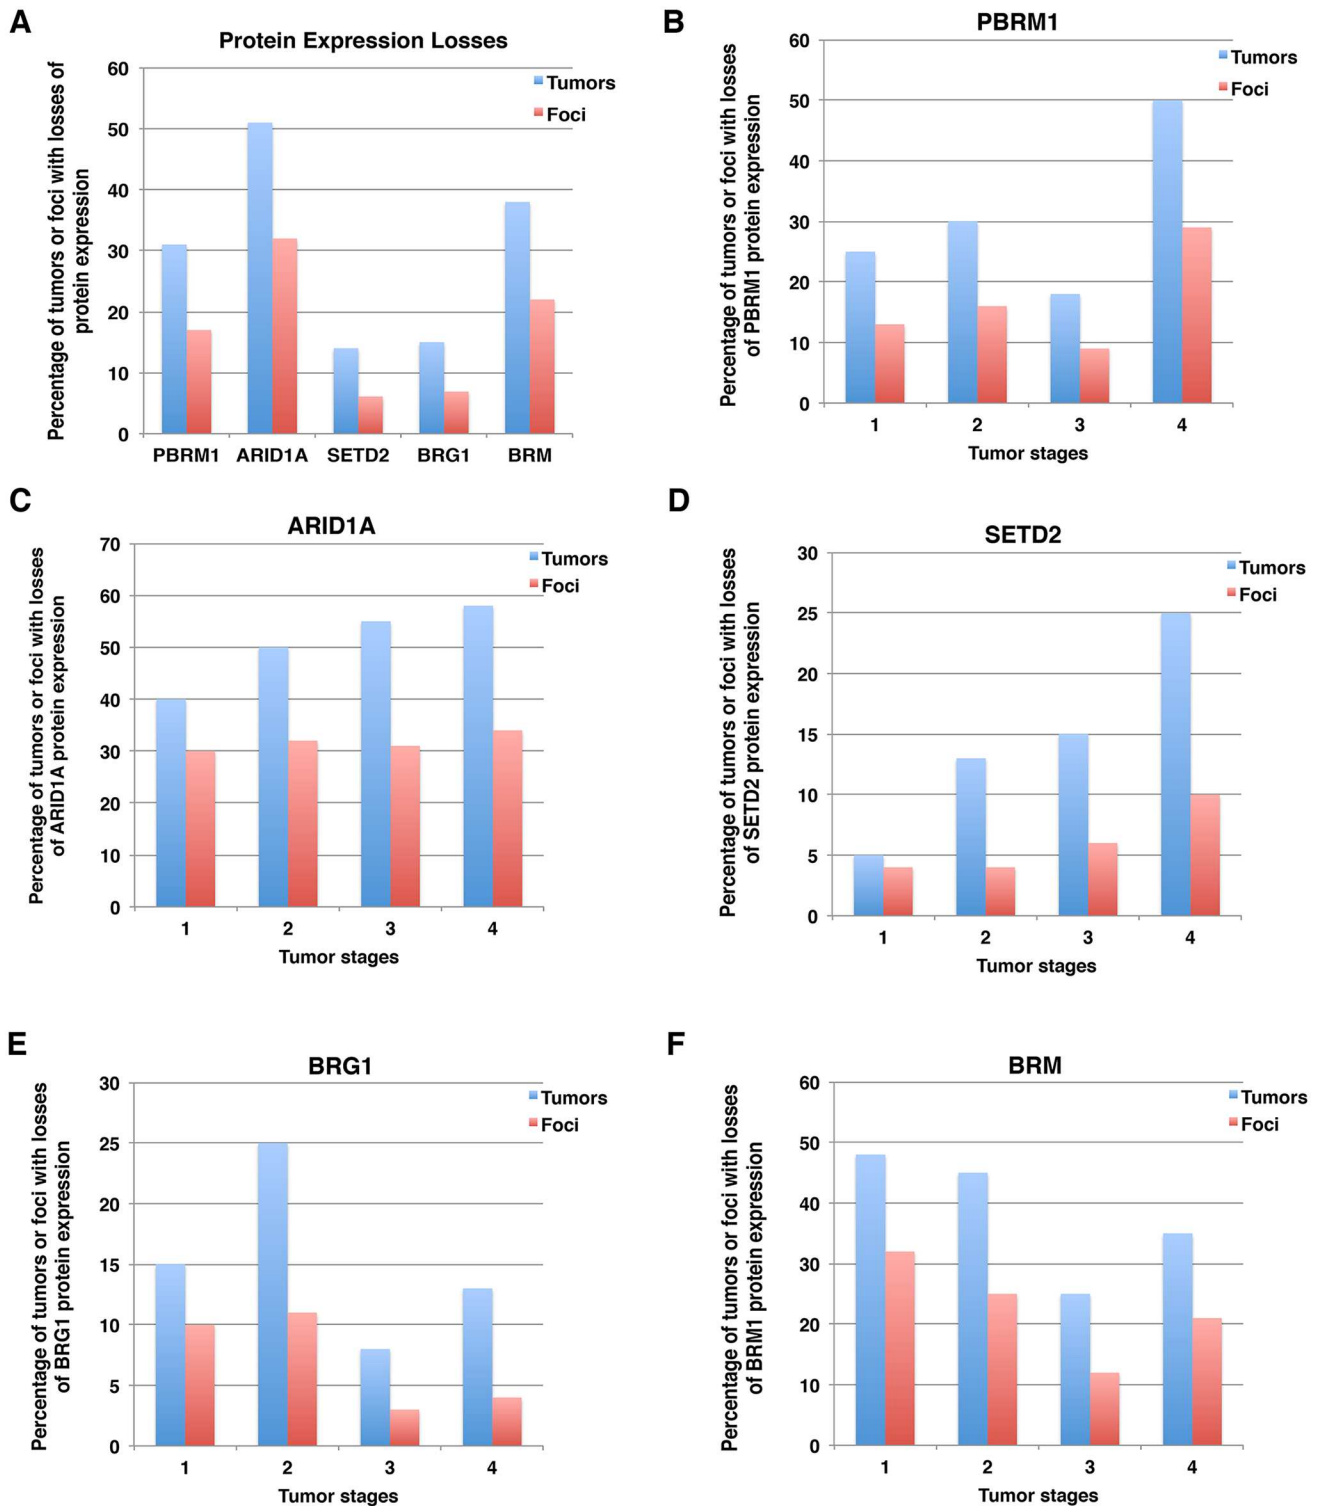 A
Protein Expression Losses
Percentage of tumors or foci with losses of
protein expression
60
50
40
30
20
10
0
Tumors
Foci
PBRM1 ARID1A SETD2 BRG1 BRM
B
PBRM1
Percentage of tumors or foci with losses
of PBRM1 protein expression
60
50
40
30
20
10
0
Tumors
Foci
1 2 3 4
Tumor stages
C
ARID1A
Percentage of tumors or foci with losses
of ARID1A protein expression
70
60
50
40
30
20
10
0
Tumors
Foci
1 2 3 4
Tumor stages
D
SETD2
Percentage of tumors or foci with losses
of SETD2 protein expression
30
25
20
15
10
5
0
Tumors
Foci
1 2 3 4
Tumor stages
E
BRG1
Percentage of tumors or foci with losses
of BRG1 protein expression
30
25
20
15
10
5
0
Tumors
Foci
1 2 3 4
Tumor stages
F
BRM
Percentage of tumors or foci with losses
of BRM1 protein expression
60
50
40
30
20
10
0
Tumors
Foci
1 2 3 4
Tumor stages